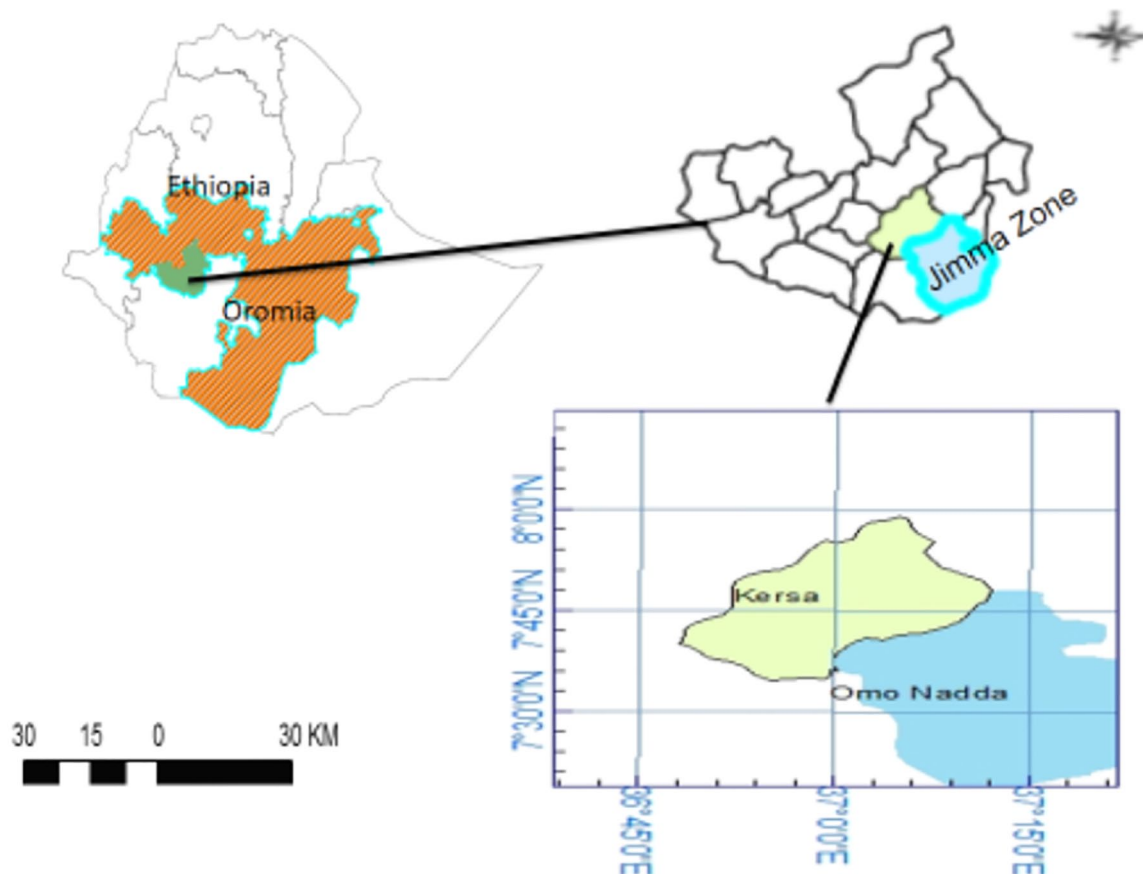 Ethiopia
Oromia
Jimma Zone
8°0'0"N
7°45'0"N
7°30'0"N
Kersa
Omo Nadda
36°45'0"E
37°0'0"E
37°15'0"E
30 15 0 30 KM